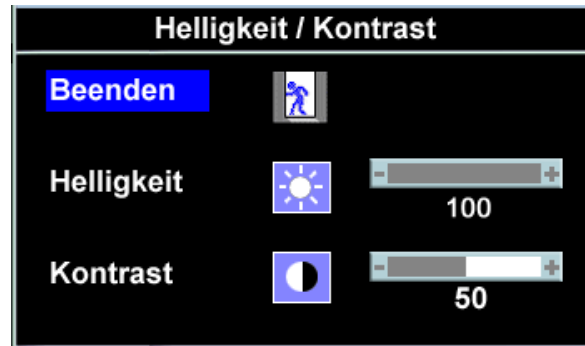 Helligkeit / Kontrast
Beenden
Helligkeit
- +
100
Kontrast
- +
50